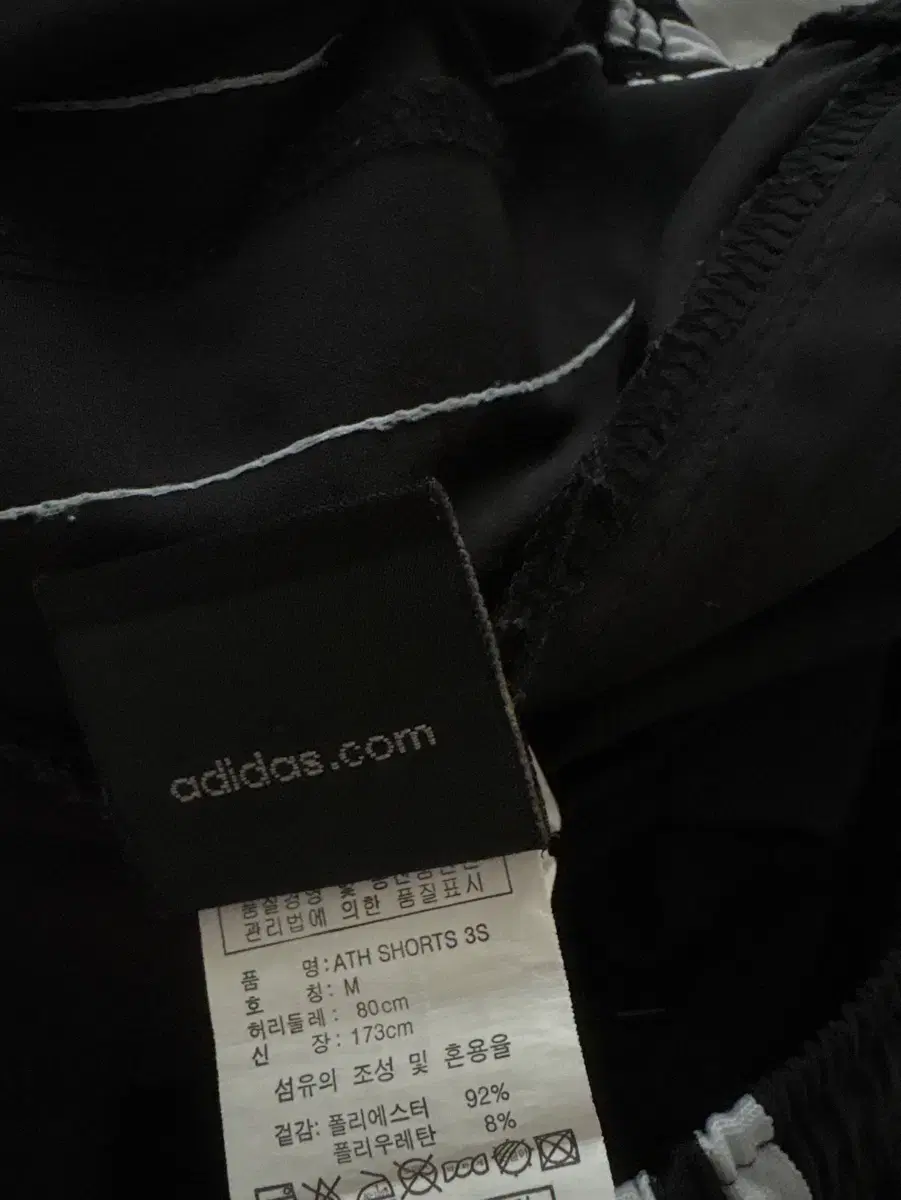 adidas.com
관리법에 의한 품질표시
품 명: ATH SHORTS 3S
호 칭: M
허리둘레: 80cm
신 장: 173cm
섬유의 조성 및 혼용율
겉감: 폴리에스터 92%
폴리우레탄 8%